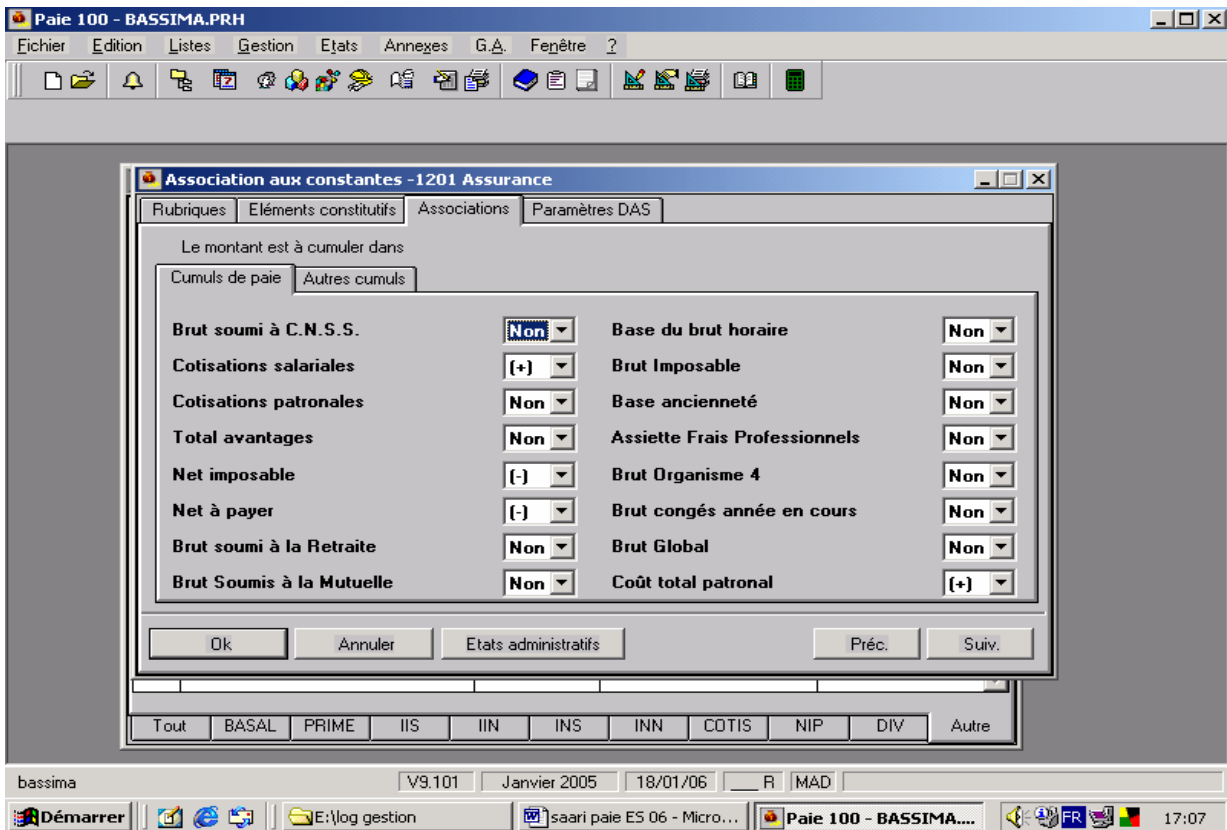 Paie 100 - BASSIMA.PRH
Fichier Edition Listes Gestion Etats Annexes G.A. Fenêtre ?
Association aux constantes -1201 Assurance
Rubriques Eléments constitutifs Associations Paramètres DAS
Le montant est à cumuler dans
Cumuls de paie Autres cumuls
Brut soumi à C.N.S.S. Non Base du brut horaire Non
Cotisations salariales (+) Brut Imposable Non
Cotisations patronales Non Base ancienneté Non
Total avantages Non Assiette Frais Professionnels Non
Net imposable (-) Brut Organisme 4 Non
Net à payer (-) Brut congés année en cours Non
Brut soumi à la Retraite Non Brut Global Non
Brut Soumis à la Mutuelle Non Coût total patronal (+)
Ok Annuler Etats administratifs Préc. Suiv.
Tout BASAL PRIME IIS IIN INS INN COTIS NIP DIV Autre
bassima V9.101 Janvier 2005 18/01/06 ___ R MAD
Démarrer E:\log gestion saari paie ES 06 - Micro... Paie 100 - BASSIMA.... FR 17:07